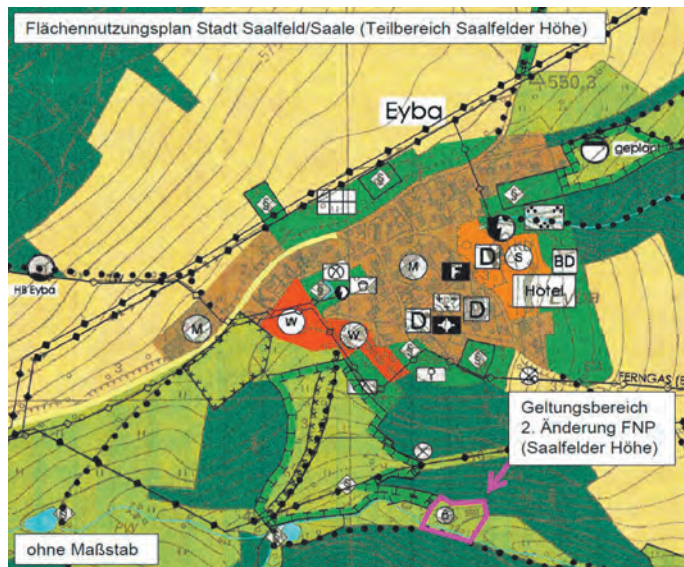 Flächennutzungsplan Stadt Saalfeld/Saale (Teilbereich Saalfelder Höhe)
550,3
Eyba
geplant
HB Eyba
M
M
F
D
S
BD
Hotel
Eyba
W
W
D
D
FERNGAS
Geltungsbereich
2. Änderung FNP
(Saalfelder Höhe)
ohne Maßstab